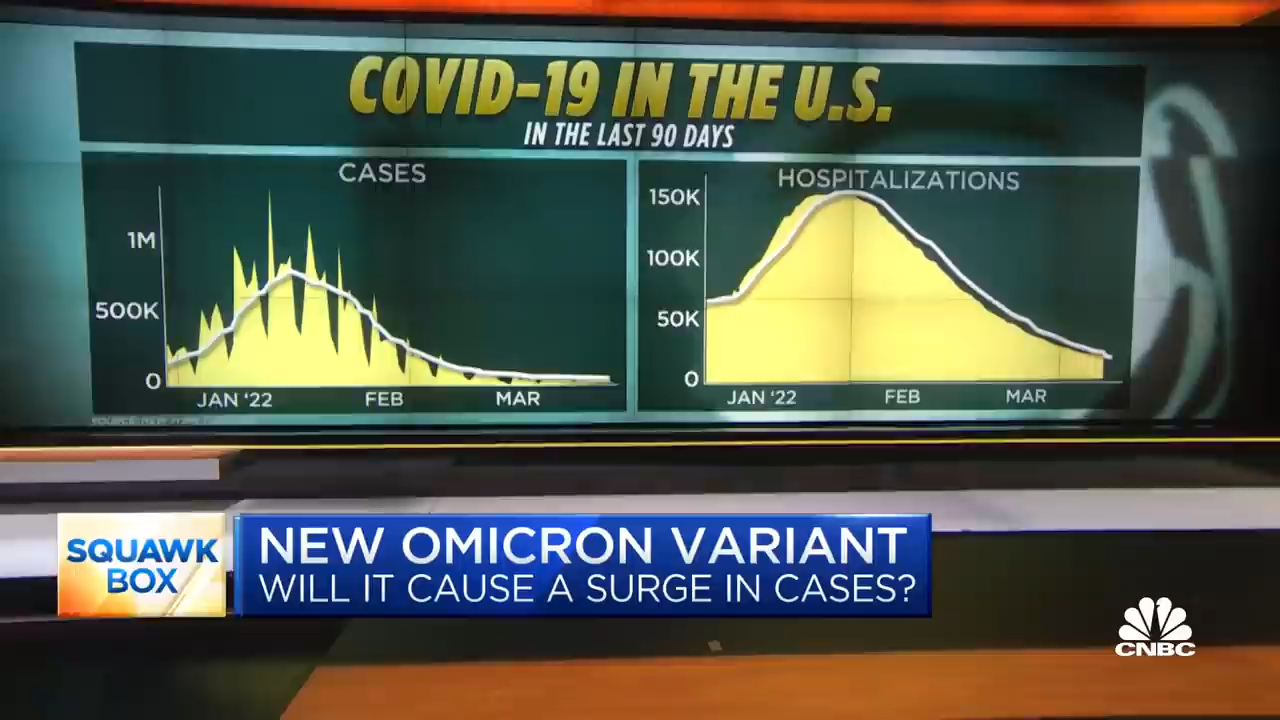 COVID-19 IN THE U.S.
IN THE LAST 90 DAYS
CASES
1M
500K
0
JAN '22
FEB
MAR
HOSPITALIZATIONS
150K
100K
50K
0
JAN '22
FEB
MAR
SQUAWK
BOX
NEW OMICRON VARIANT
WILL IT CAUSE A SURGE IN CASES?
CNBC